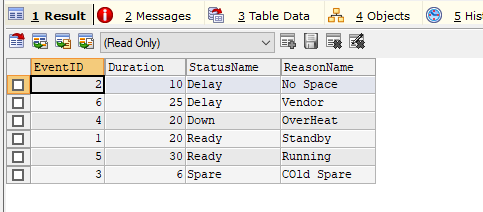 1 Result 2 Messages 3 Table Data 4 Objects 5 His
(Read Only)
EventID Duration StatusName ReasonName
2 10 Delay No Space
6 25 Delay Vendor
4 20 Down OverHeat
1 20 Ready Standby
5 30 Ready Running
3 6 Spare COld Spare